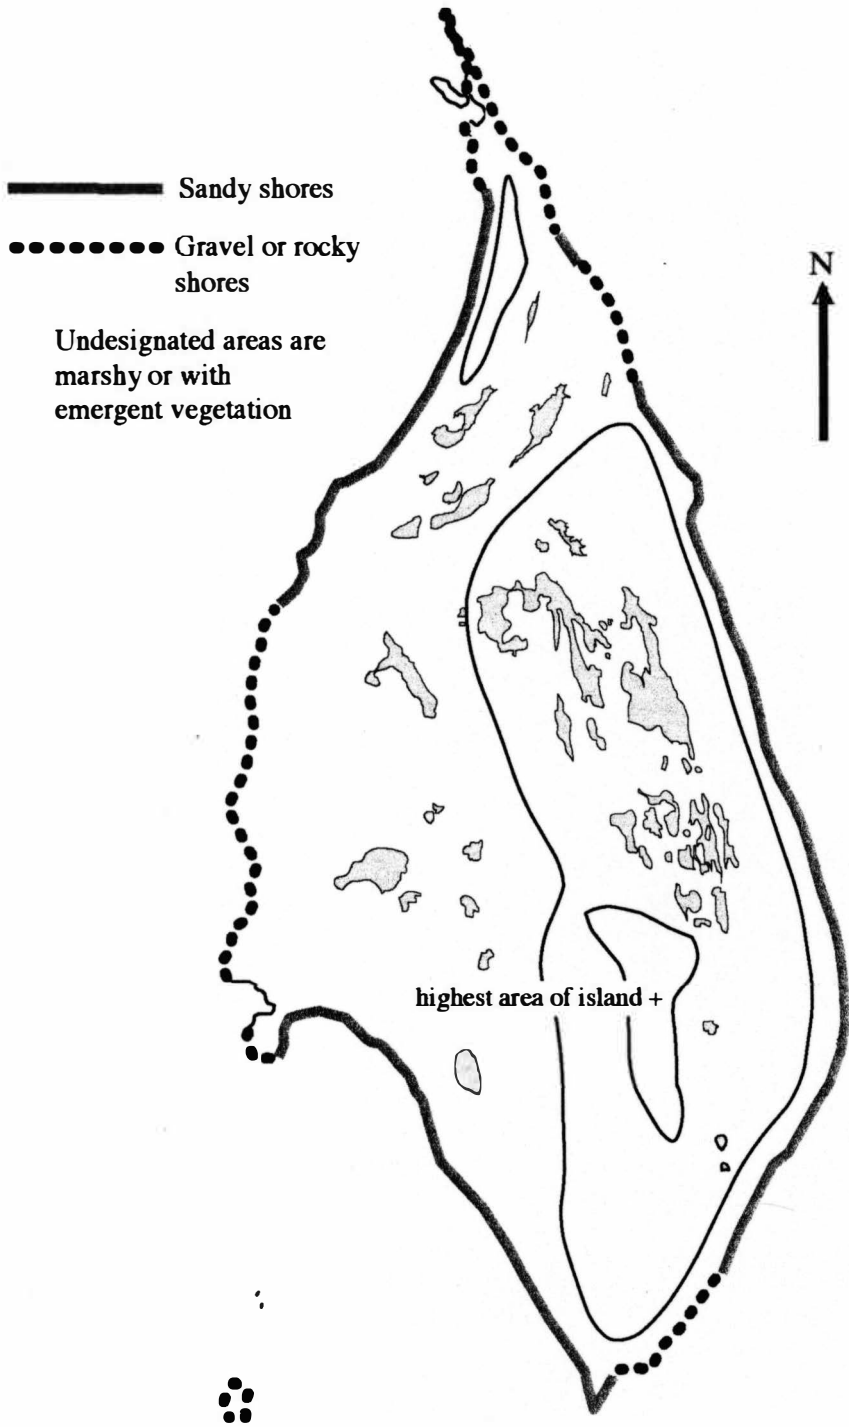 Sandy shores
Gravel or rocky
shores
N
Undesignated areas are
marshy or with
emergent vegetation
highest area of island +